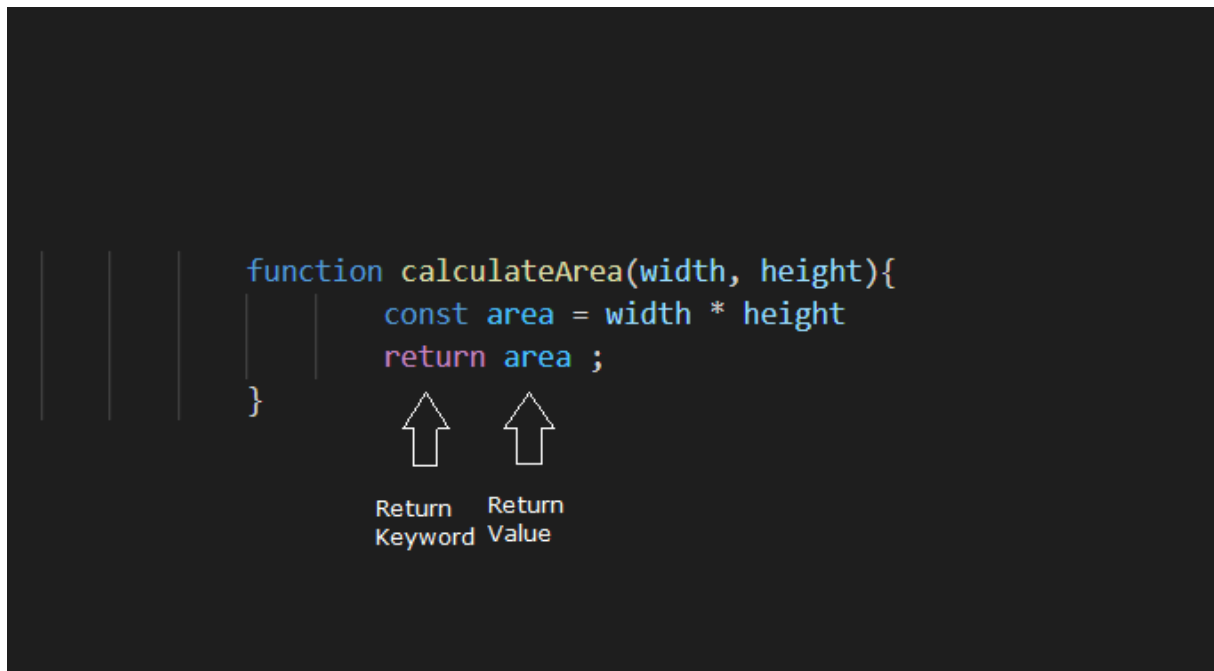 function calculateArea(width, height){
const area = width * height
return area ;
}
Return Keyword
Return Value